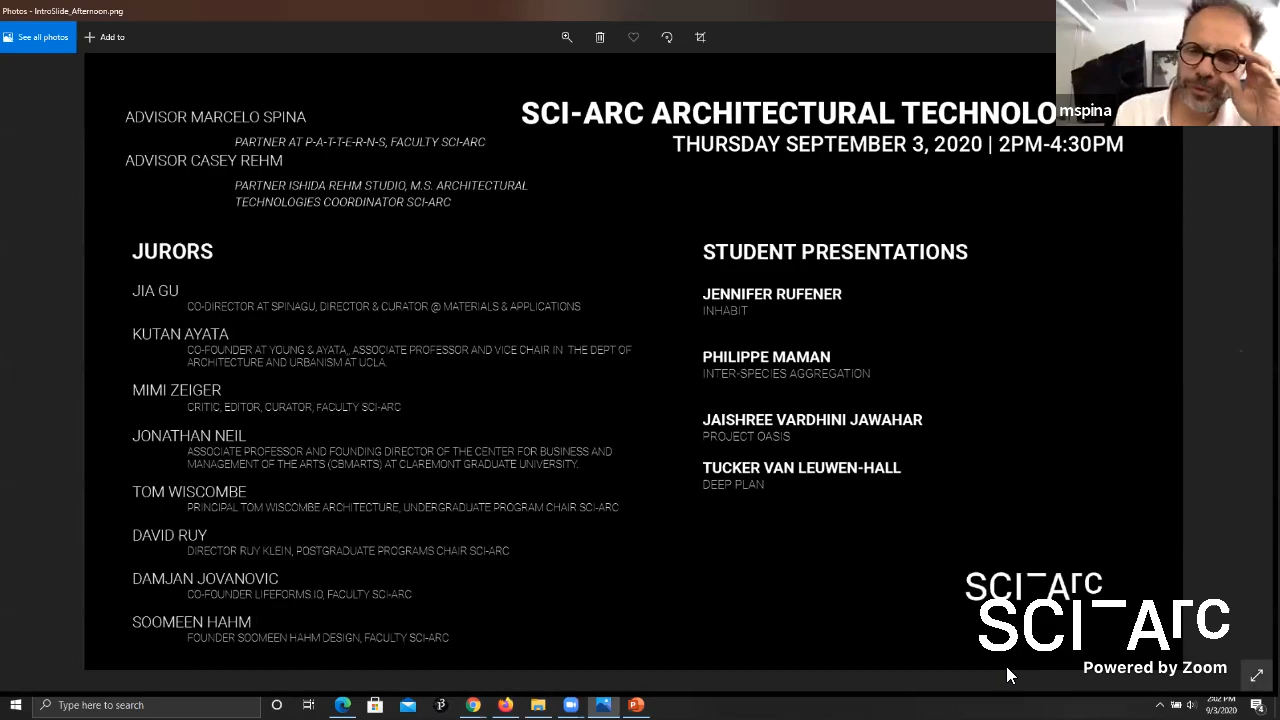 Photos - IntroSlide_Afternoon.png
See all photos
Add to
mspina
ADVISOR MARCELO SPINA
PARTNER AT P-A-T-T-E-R-N-S, FACULTY SCI-ARC
ADVISOR CASEY REHM
PARTNER ISHIDA REHM STUDIO, M.S. ARCHITECTURAL
TECHNOLOGIES COORDINATOR SCI-ARC
SCI-ARC ARCHITECTURAL TECHNOLO
THURSDAY SEPTEMBER 3, 2020 | 2PM-4:30PM
JURORS
JIA GU
CO-DIRECTOR AT SPINAGU, DIRECTOR & CURATOR @ MATERIALS & APPLICATIONS
KUTAN AYATA
CO-FOUNDER AT YOUNG & AYATA,, ASSOCIATE PROFESSOR AND VICE CHAIR IN THE DEPT OF
ARCHITECTURE AND URBANISM AT UCLA.
MIMI ZEIGER
CRITIC, EDITOR, CURATOR, FACULTY SCI-ARC
JONATHAN NEIL
ASSOCIATE PROFESSOR AND FOUNDING DIRECTOR OF THE CENTER FOR BUSINESS AND
MANAGEMENT OF THE ARTS (CBMARTS) AT CLAREMONT GRADUATE UNIVERSITY.
TOM WISCOMBE
PRINCIPAL TOM WISCOMBE ARCHITECTURE, UNDERGRADUATE PROGRAM CHAIR SCI-ARC
DAVID RUY
DIRECTOR RUY KLEIN, POSTGRADUATE PROGRAMS CHAIR SCI-ARC
DAMJAN JOVANOVIC
CO-FOUNDER LIFEFORMS.IO, FACULTY SCI-ARC
SOOMEEN HAHM
FOUNDER SOOMEEN HAHM DESIGN, FACULTY SCI-ARC
STUDENT PRESENTATIONS
JENNIFER RUFENER
INHABIT
PHILIPPE MAMAN
INTER-SPECIES AGGREGATION
JAISHREE VARDHINI JAWAHAR
PROJECT OASIS
TUCKER VAN LEUWEN-HALL
DEEP PLAN
SCI-Arc
SCI-Arc
Powered by Zoom
Type here to search
2:02 PM
9/3/2020
4